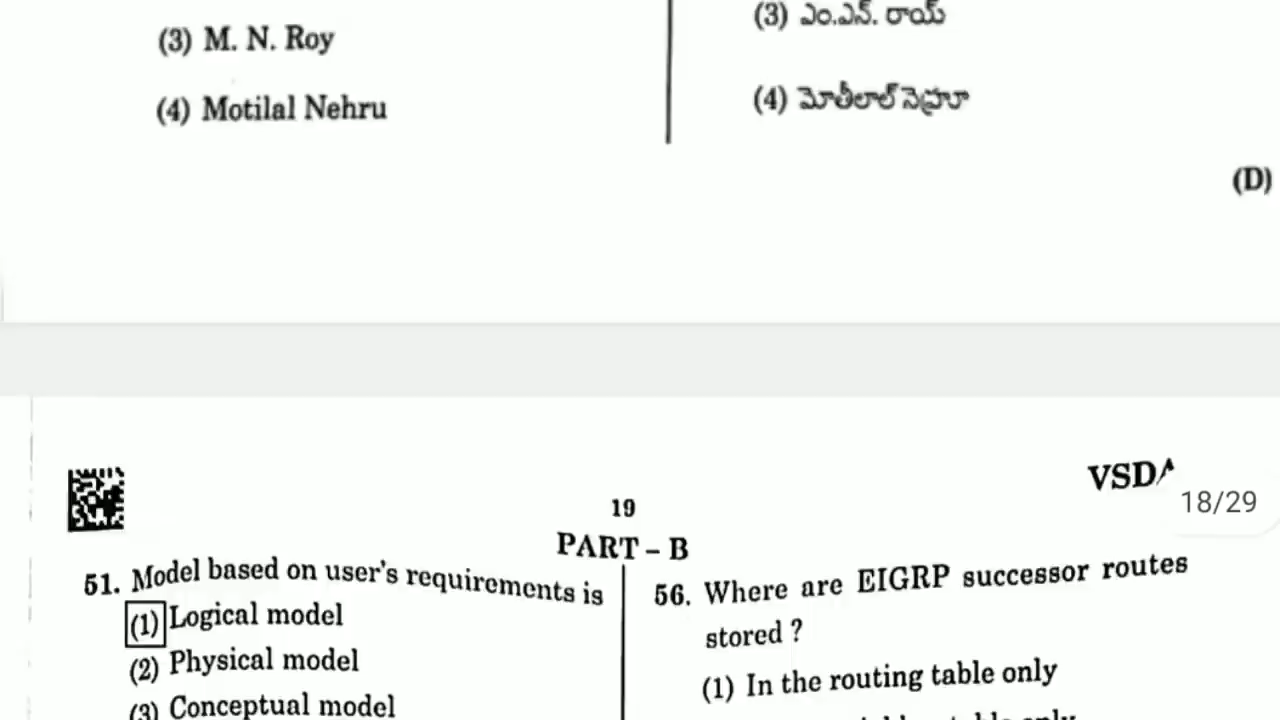 (3) M. N. Roy
(4) Motilal Nehru
(3) ఎం.ఎన్. రాయ్
(4) మోతీలాల్ నెహ్రూ
(D)
VSDA
18/29
19
PART – B
51. Model based on user's requirements is
(1) Logical model
(2) Physical model
(3) Conceptual model
56. Where are EIGRP successor routes
stored ?
(1) In the routing table only